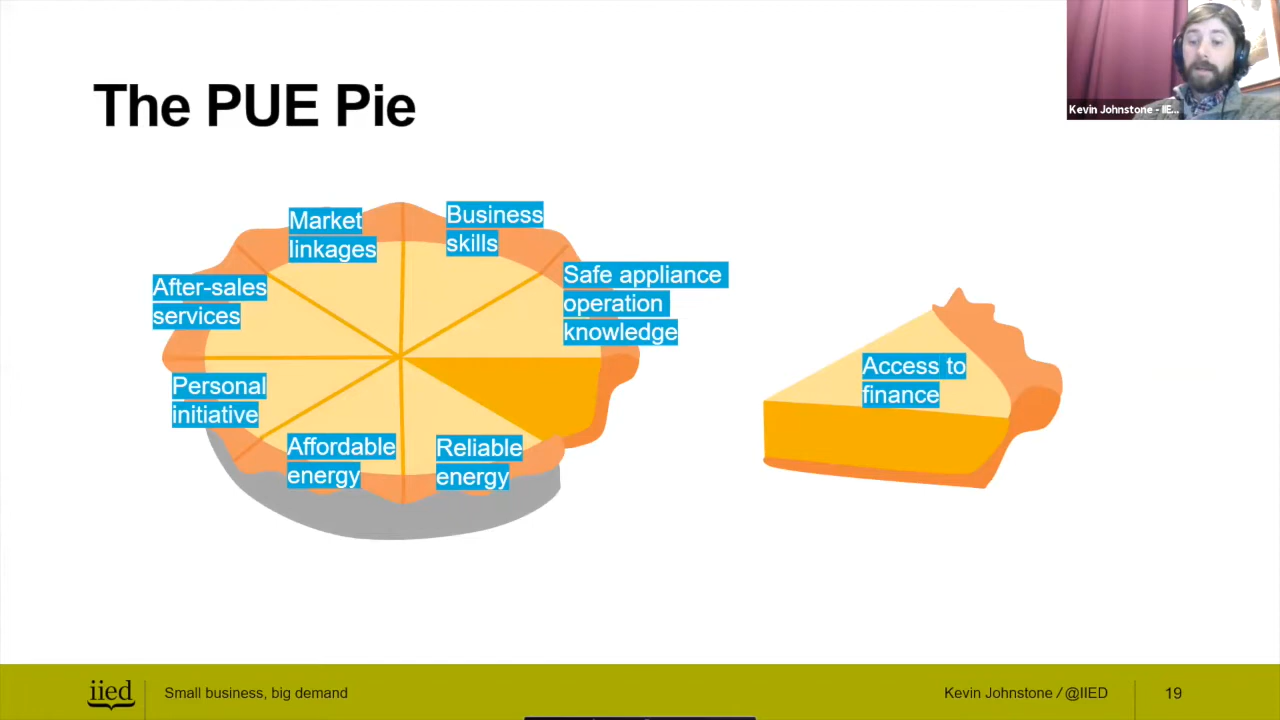 The PUE Pie
Kevin Johnstone - IIE...
Market
linkages
Business
skills
Safe appliance
operation
knowledge
After-sales
services
Personal
initiative
Affordable
energy
Reliable
energy
Access to
finance
iied
Small business, big demand
Kevin Johnstone / @IIED
19